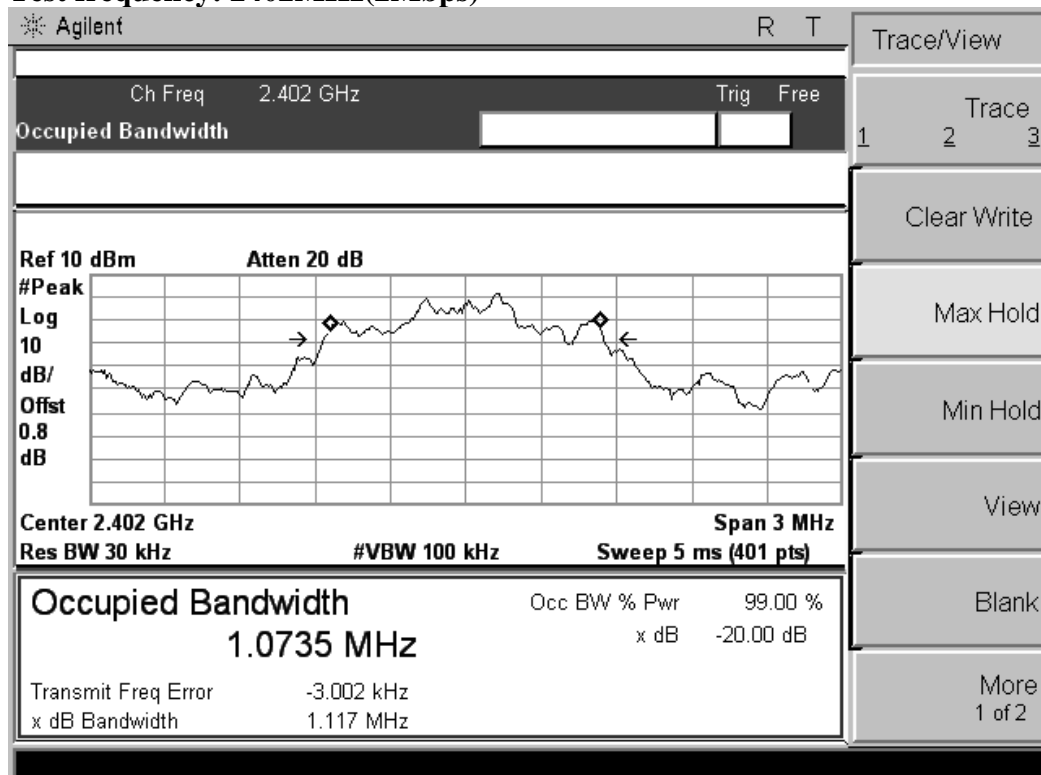 Agilent R T
Trace/View
Ch Freq 2.402 GHz Trig Free
Occupied Bandwidth
Trace
1 2 3
Clear Write
Ref 10 dBm Atten 20 dB
#Peak
Log
10
dB/
Offst
0.8
dB
Max Hold
Min Hold
View
Center 2.402 GHz Span 3 MHz
Res BW 30 kHz #VBW 100 kHz Sweep 5 ms (401 pts)
Occupied Bandwidth
1.0735 MHz
Occ BW % Pwr 99.00 %
x dB -20.00 dB
Transmit Freq Error -3.002 kHz
x dB Bandwidth 1.117 MHz
Blank
More
1 of 2